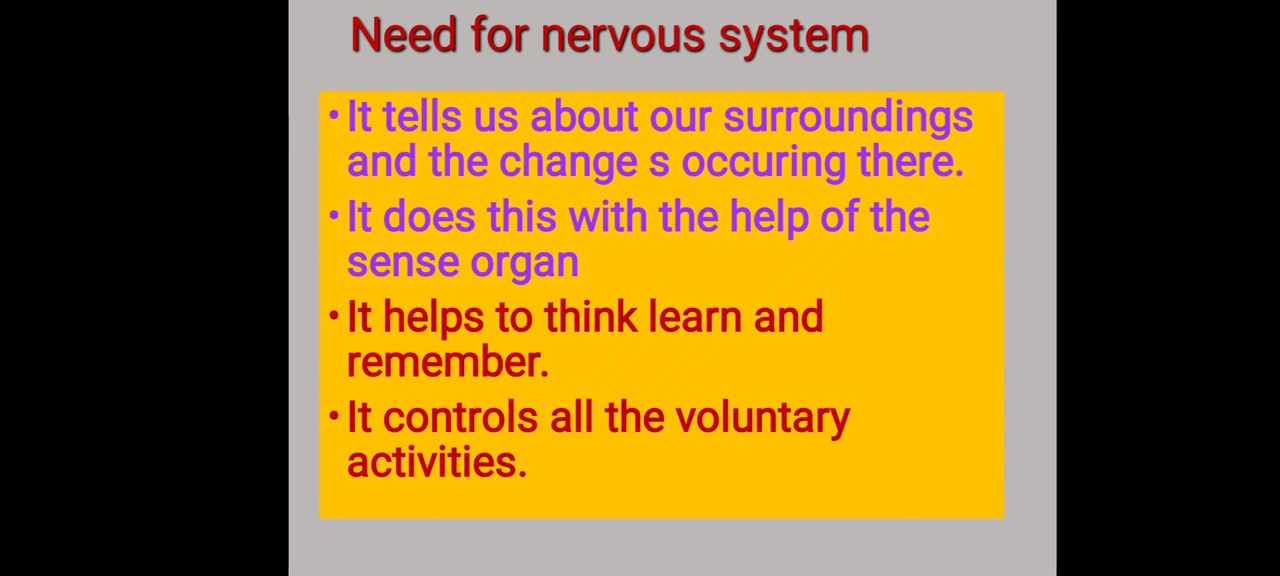 Need for nervous system
•It tells us about our surroundings
and the change s occuring there.
•It does this with the help of the
sense organ
•It helps to think learn and
remember.
•It controls all the voluntary
activities.